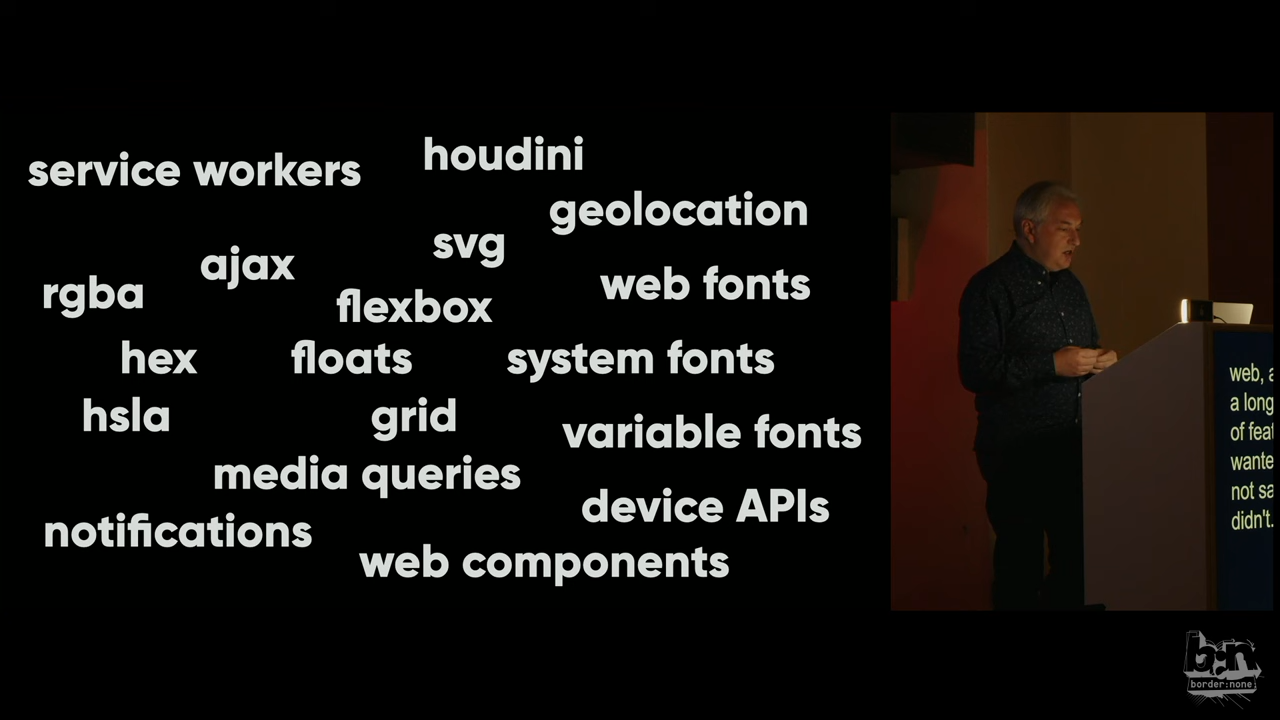 service workers
houdini
geolocation
svg
ajax
web fonts
rgba
flexbox
hex
floats
system fonts
hsla
grid
variable fonts
media queries
device APIs
notifications
web components
web, a
a long
of feat
wante
not sa
didn't.
b:n
border:none